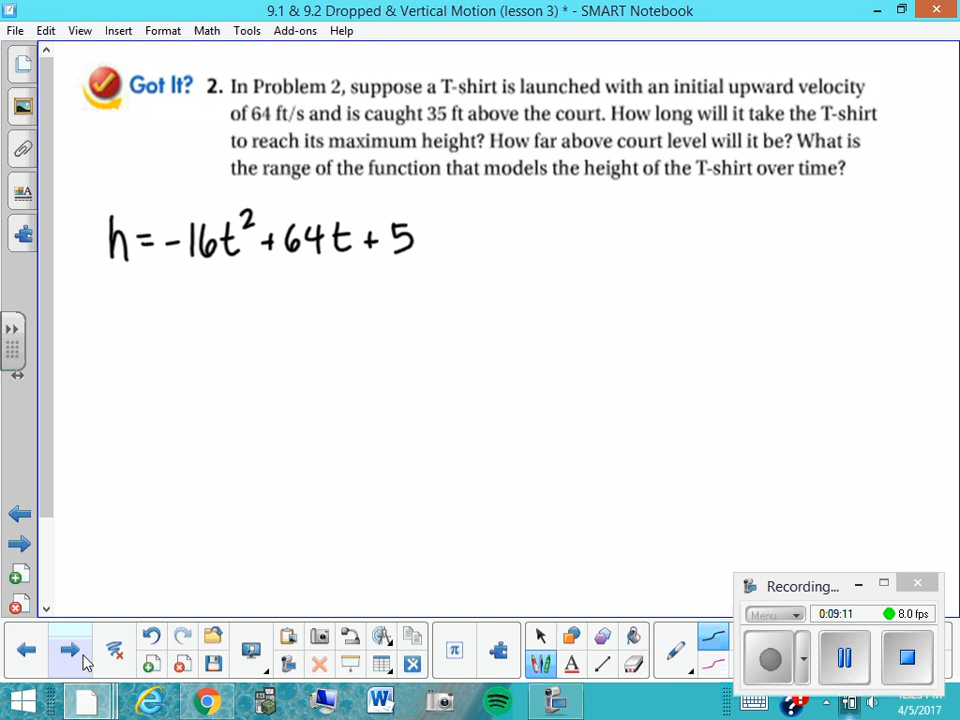 9.1 & 9.2 Dropped & Vertical Motion (lesson 3) * - SMART Notebook
File Edit View Insert Format Math Tools Add-ons Help
Got It? 2. In Problem 2, suppose a T-shirt is launched with an initial upward velocity
of 64 ft/s and is caught 35 ft above the court. How long will it take the T-shirt
to reach its maximum height? How far above court level will it be? What is
the range of the function that models the height of the T-shirt over time?
h = -16t² + 64t + 5
Recording...
Menu 0:09:11 8.0 fps
4/5/2017